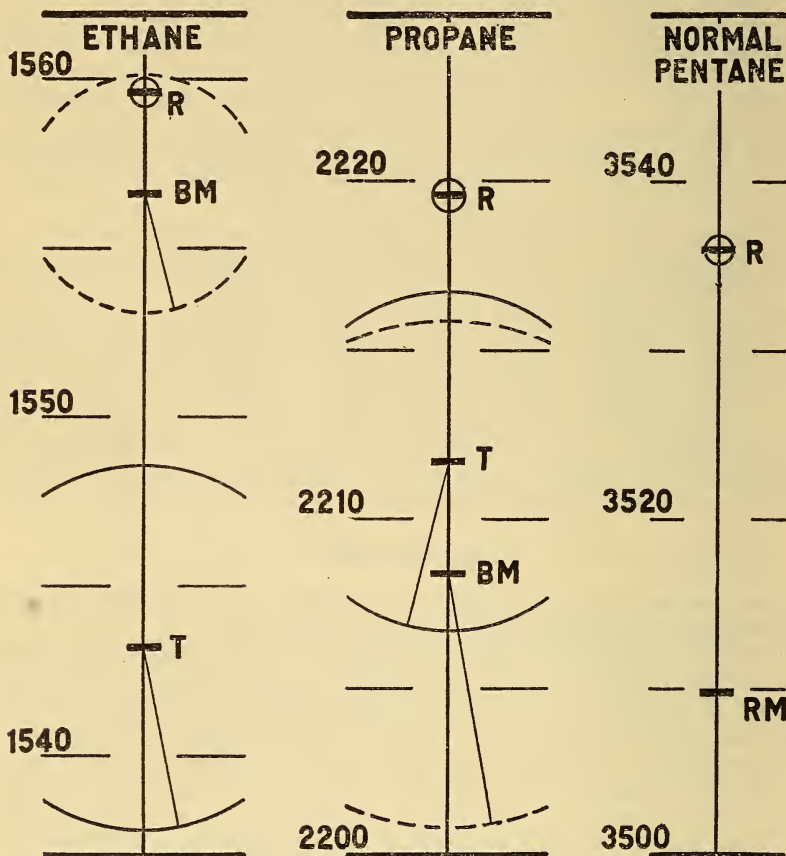 ETHANE
1560
R
BM
1550
T
1540
PROPANE
2220
R
T
2210
BM
2200
NORMAL
PENTANE
3540
R
3520
RM
3500